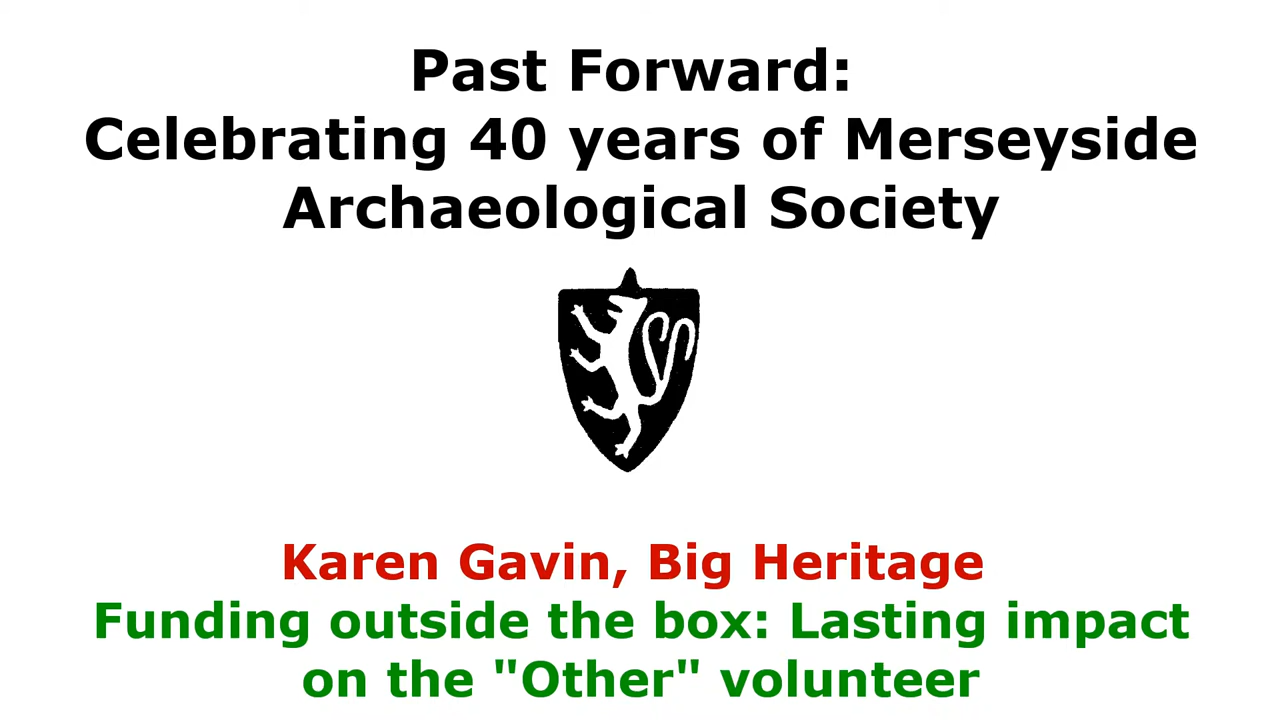 Past Forward:
Celebrating 40 years of Merseyside
Archaeological Society
Karen Gavin, Big Heritage
Funding outside the box: Lasting impact
on the "Other" volunteer